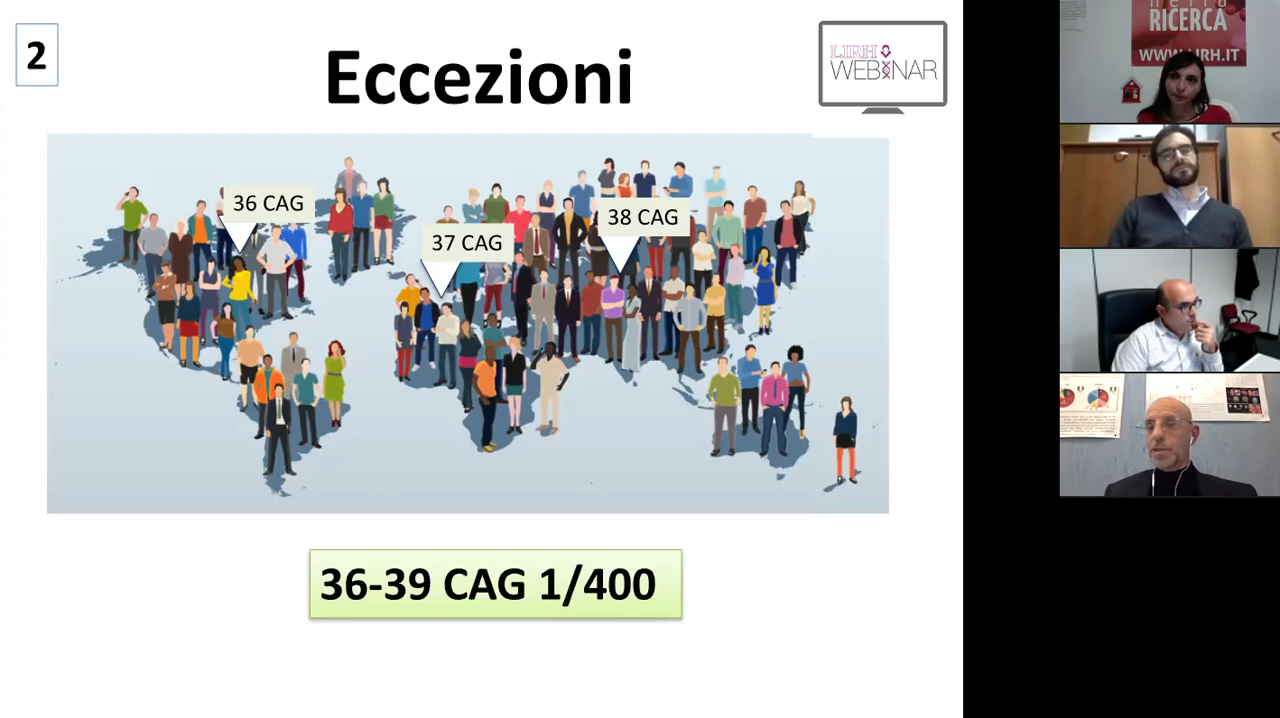 2
Eccezioni
LIRH
WEBINAR
36 CAG
37 CAG
38 CAG
36-39 CAG 1/400
RICERCA
WWW.LIRH.IT